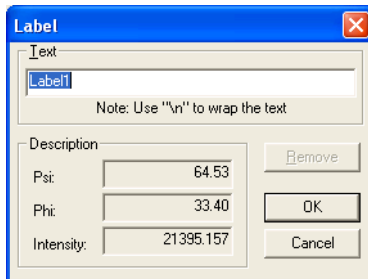 Label
Text
Label1
Note: Use "\n" to wrap the text
Description
Psi: 64.53
Phi: 33.40
Intensity: 21395.157
Remove
OK
Cancel